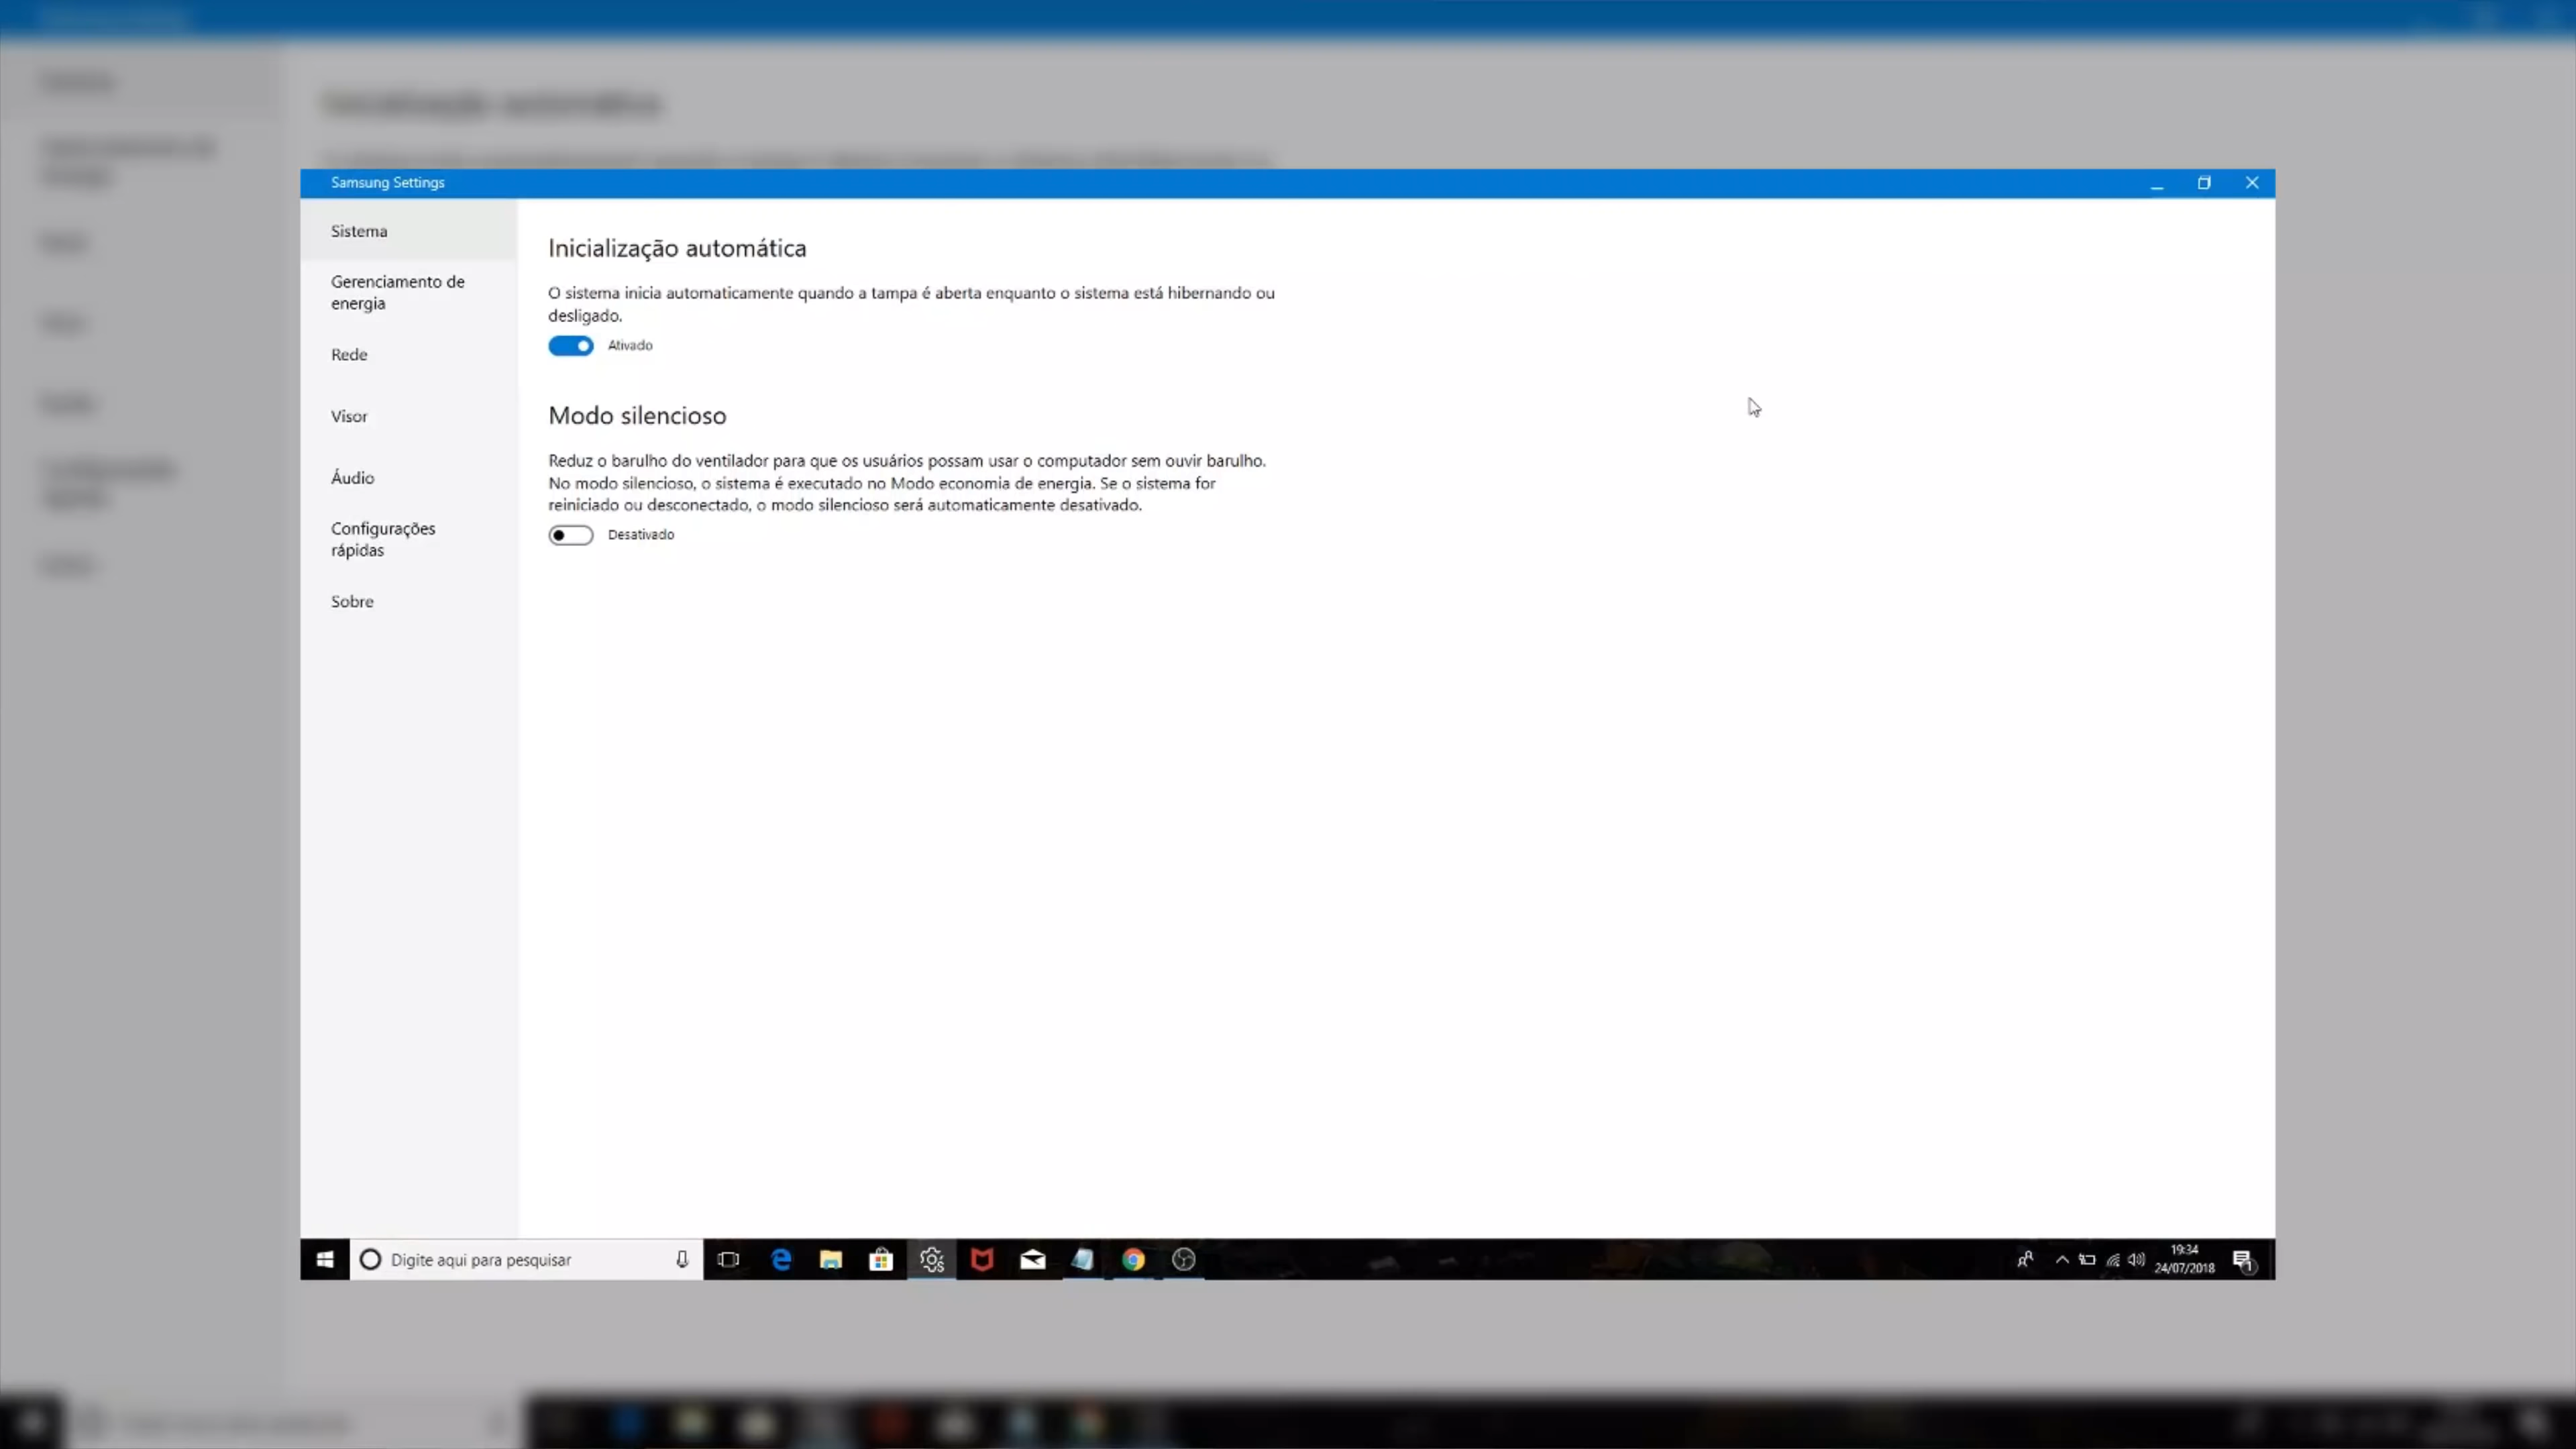 Samsung Settings
Sistema
Gerenciamento de
energia
Rede
Visor
Áudio
Configurações
rápidas
Sobre
Inicialização automática
O sistema inicia automaticamente quando a tampa é aberta enquanto o sistema está hibernando ou
desligado.
Ativado
Modo silencioso
Reduz o barulho do ventilador para que os usuários possam usar o computador sem ouvir barulho.
No modo silencioso, o sistema é executado no Modo economia de energia. Se o sistema for
reiniciado ou desconectado, o modo silencioso será automaticamente desativado.
Desativado
Digite aqui para pesquisar
19:34
24/07/2018
1